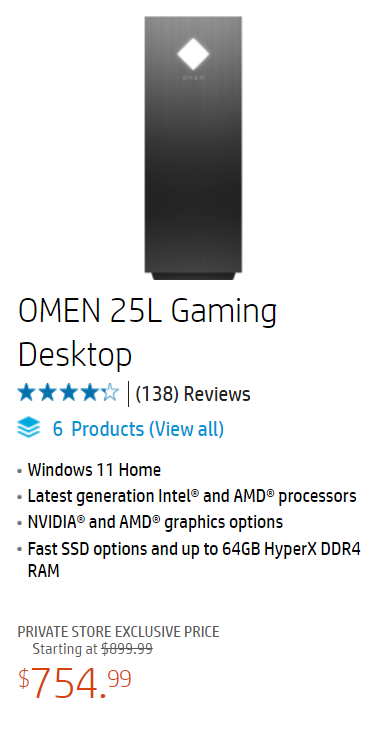 OMEN
OMEN 25L Gaming
Desktop
(138) Reviews
6 Products (View all)
• Windows 11 Home
• Latest generation Intel® and AMD® processors
• NVIDIA® and AMD® graphics options
• Fast SSD options and up to 64GB HyperX DDR4
RAM
PRIVATE STORE EXCLUSIVE PRICE
Starting at $899.99
$754.99